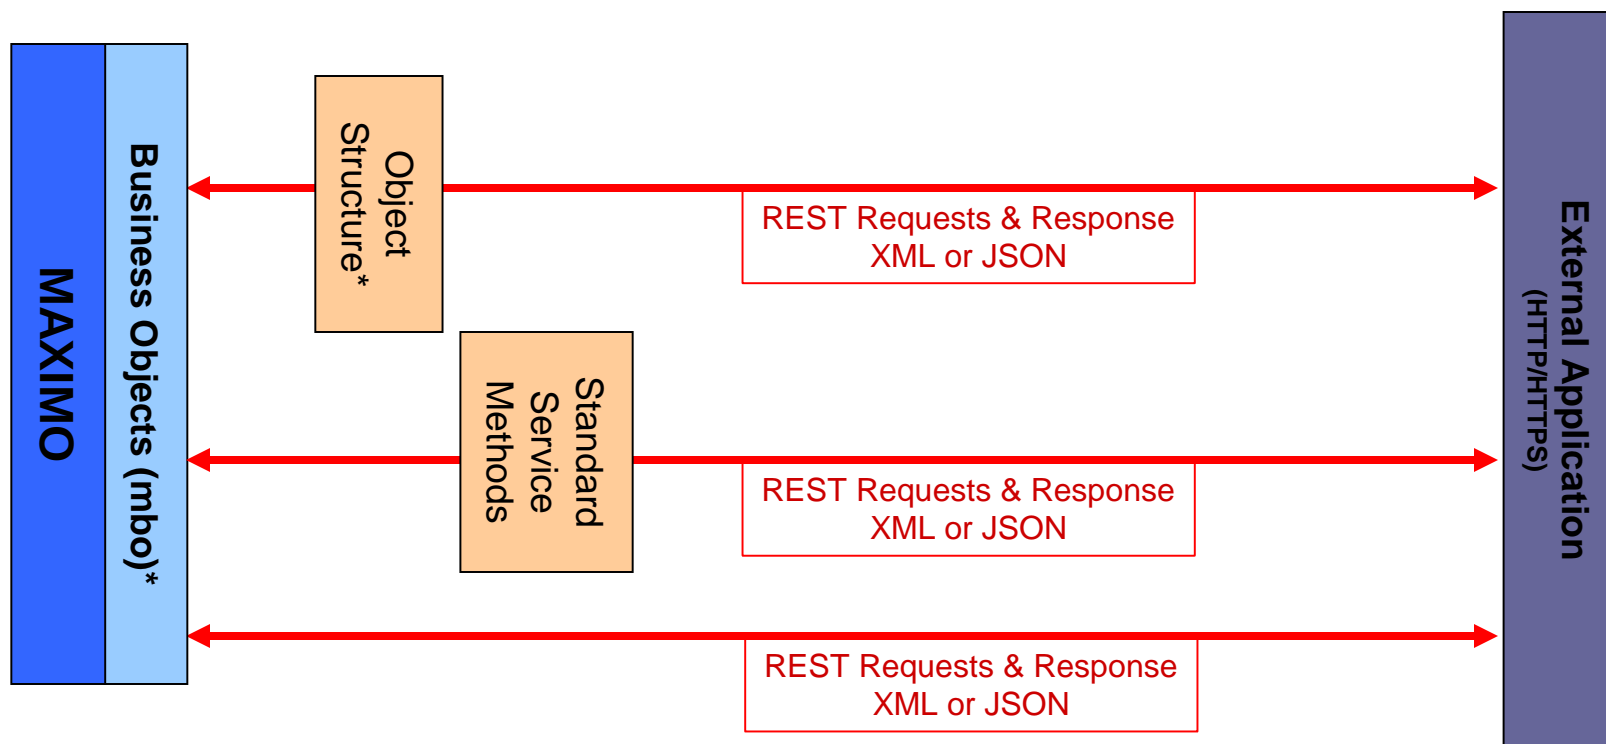 MAXIMO
Business Objects (mbo)*
Object
Structure*
REST Requests & Response
XML or JSON
Standard
Service
Methods
REST Requests & Response
XML or JSON
REST Requests & Response
XML or JSON
External Application
(HTTP/HTTPS)